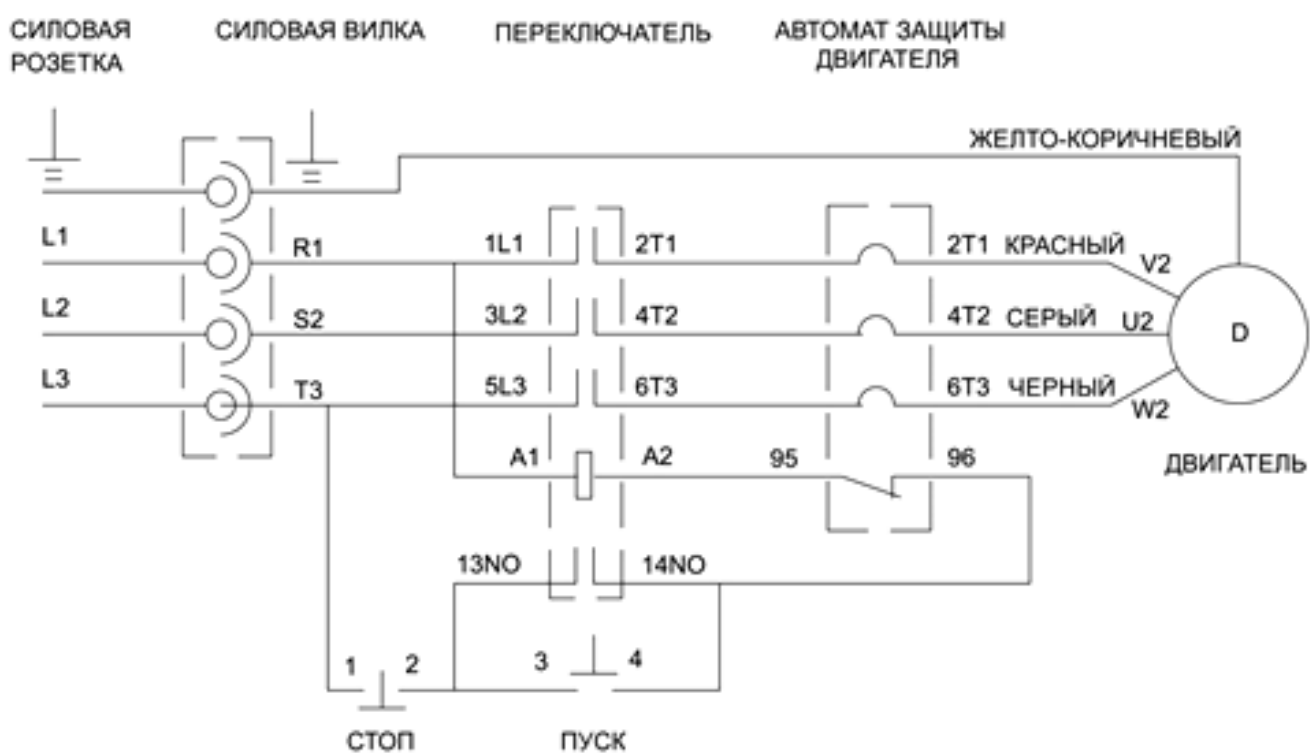 СИЛОВАЯ РОЗЕТКА
СИЛОВАЯ ВИЛКА
ПЕРЕКЛЮЧАТЕЛЬ
АВТОМАТ ЗАЩИТЫ
ДВИГАТЕЛЯ
ЖЕЛТО-КОРИЧНЕВЫЙ
L1 R1 1L1 2T1 2T1 КРАСНЫЙ V2
L2 S2 3L2 4T2 4T2 СЕРЫЙ U2 D
L3 T3 5L3 6T3 6T3 ЧЕРНЫЙ W2
A1 A2 95 96 ДВИГАТЕЛЬ
13NO 14NO
1 2 3 4
СТОП ПУСК